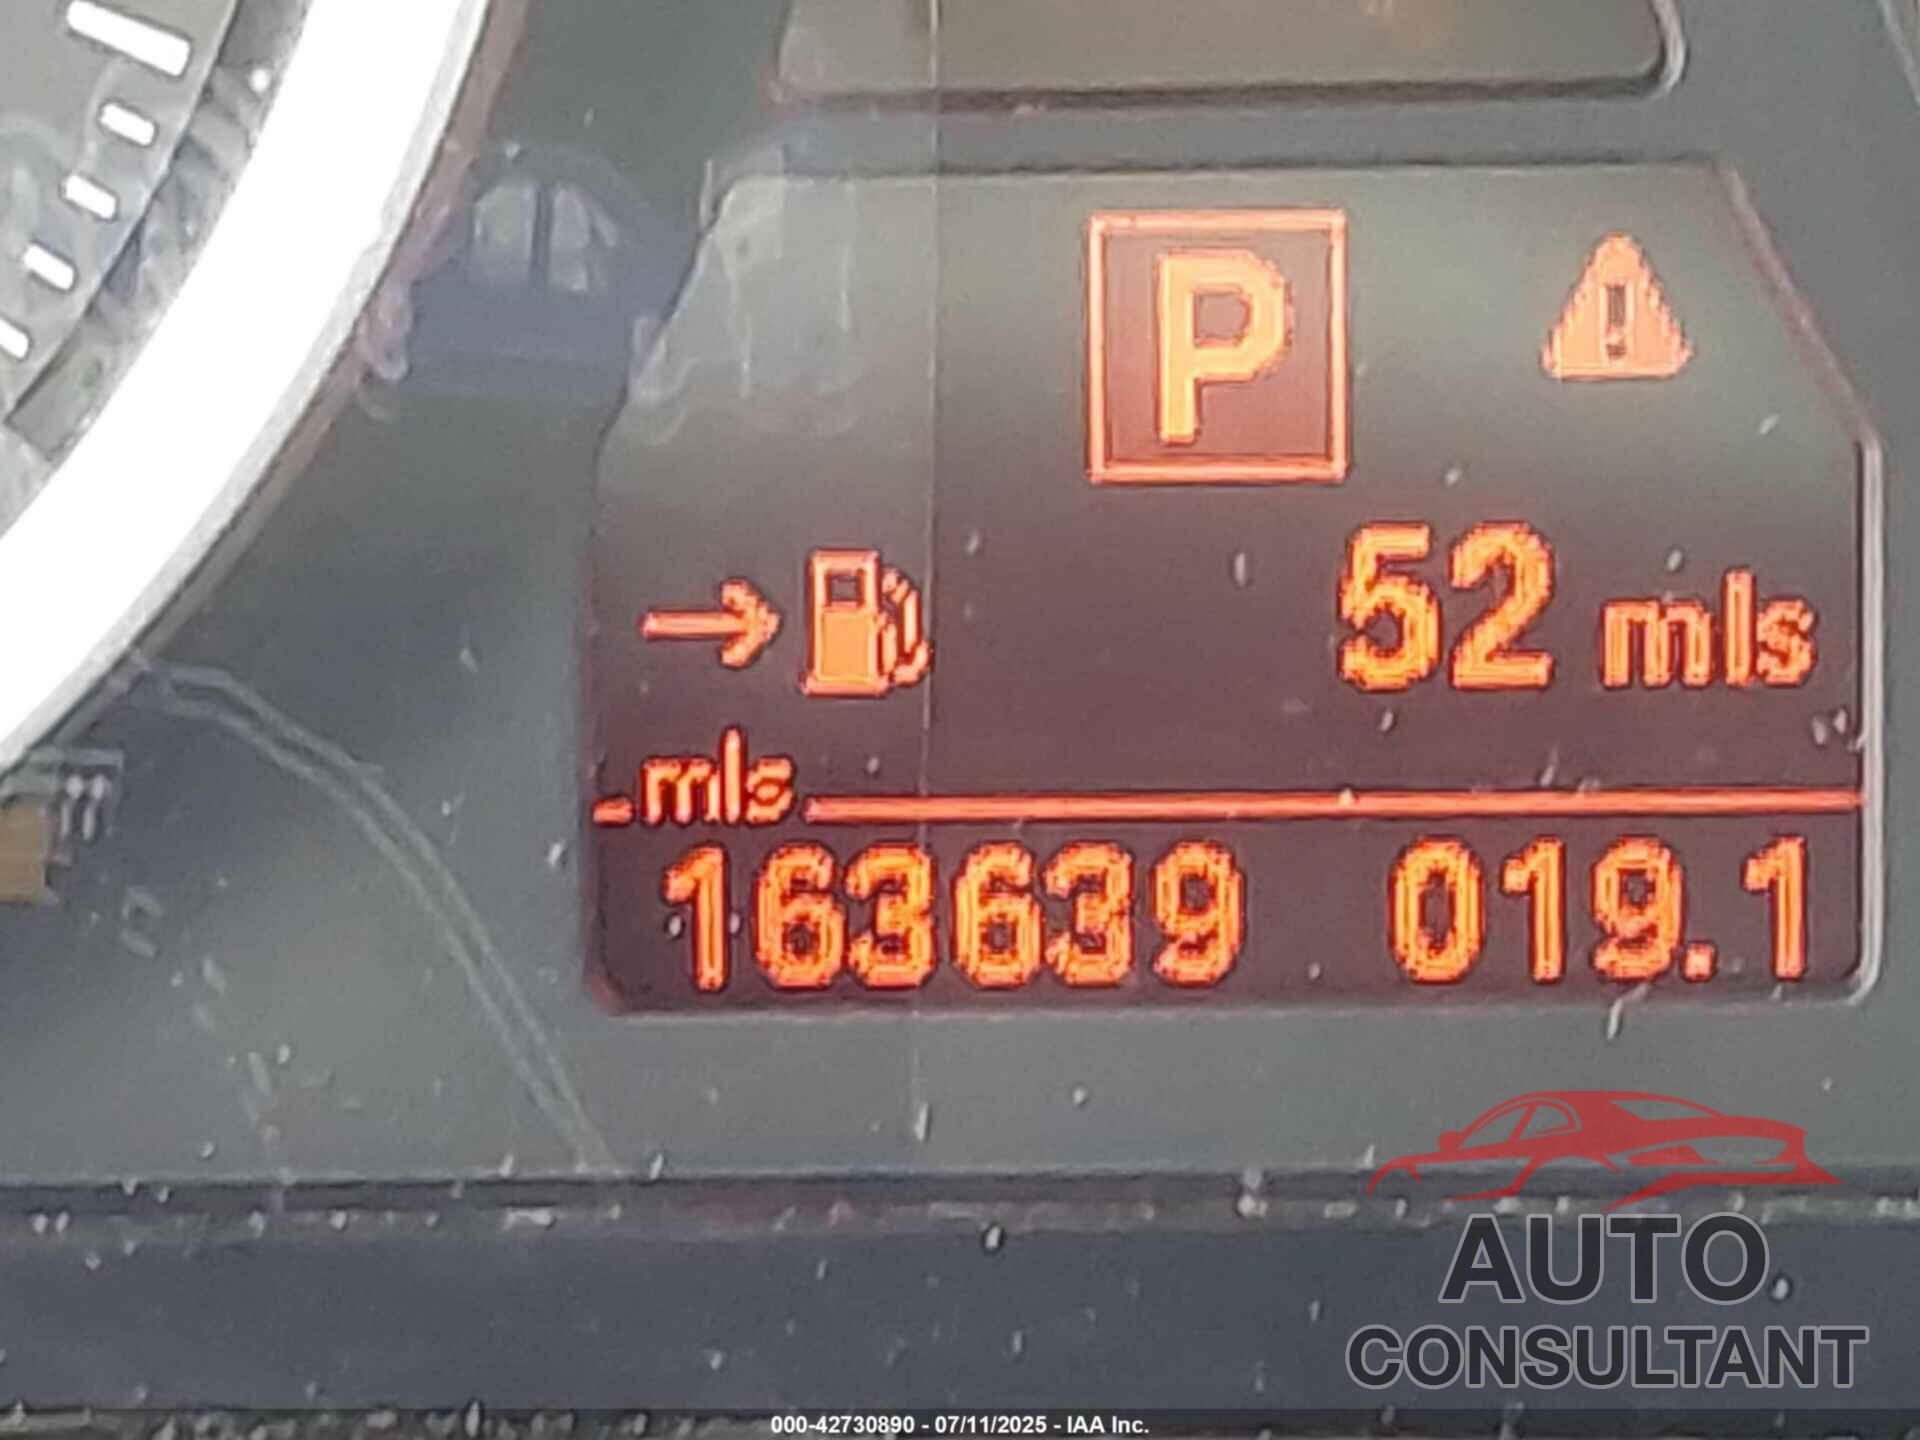 P
52 mls
mls
163639 019.1
AUTO
CONSULTANT
000-42730890 - 07/11/2025 - IAA Inc.